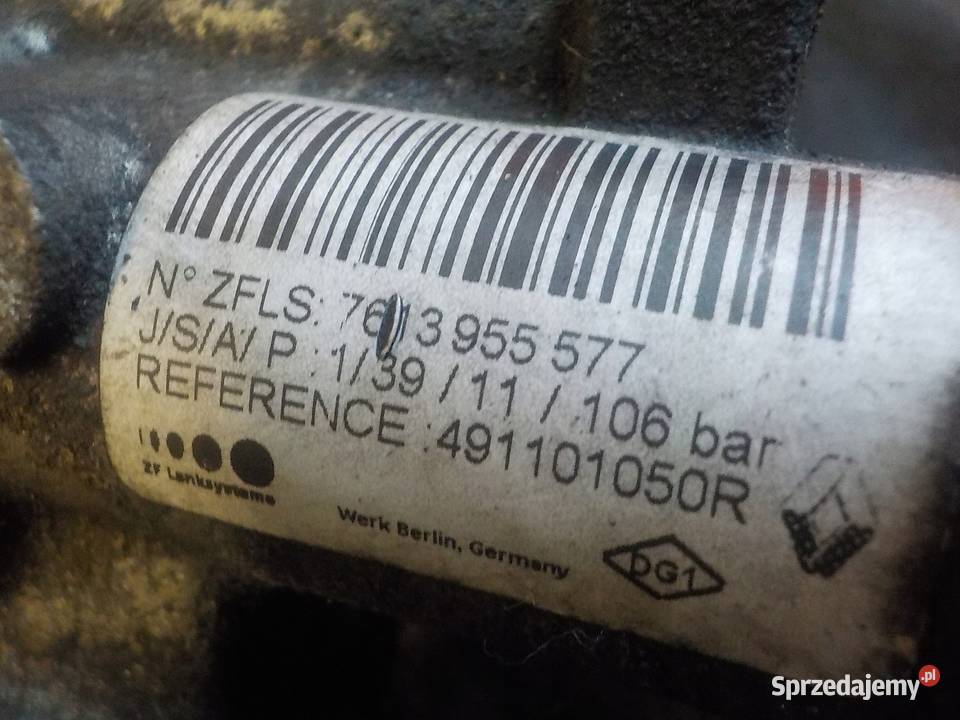 N° ZFLS: 7613 955 577
J/S/A/ P : 1/39 / 11 / 106 bar
REFERENCE :491101050R
ZF Lenksysteme
Werk Berlin, Germany
DG1
Sprzedajemy.pl